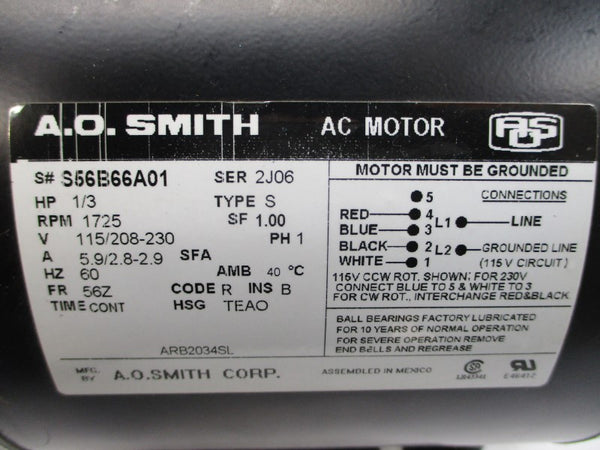 A.O. SMITH AC MOTOR AOS
S# S56B66A01 SER 2J06
HP 1/3 TYPE S
RPM 1725 SF 1.00
V 115/208-230 PH 1
A 5.9/2.8-2.9 SFA
HZ 60 AMB 40 °C
FR 56Z CODE R INS B
TIME CONT HSG TEAO
ARB2034SL
MOTOR MUST BE GROUNDED
5 CONNECTIONS
RED 4 L1 LINE
BLUE 3
BLACK 2 L2 GROUNDED LINE
WHITE 1 (115 V CIRCUIT)
115V CCW ROT. SHOWN: FOR 230V
CONNECT BLUE TO 5 & WHITE TO 3
FOR CW ROT., INTERCHANGE RED&BLACK
BALL BEARINGS FACTORY LUBRICATED
FOR 10 YEARS OF NORMAL OPERATION
FOR SEVERE OPERATION REMOVE
END BELLS AND REGREASE
MFG. BY A.O.SMITH CORP. ASSEMBLED IN MEXICO